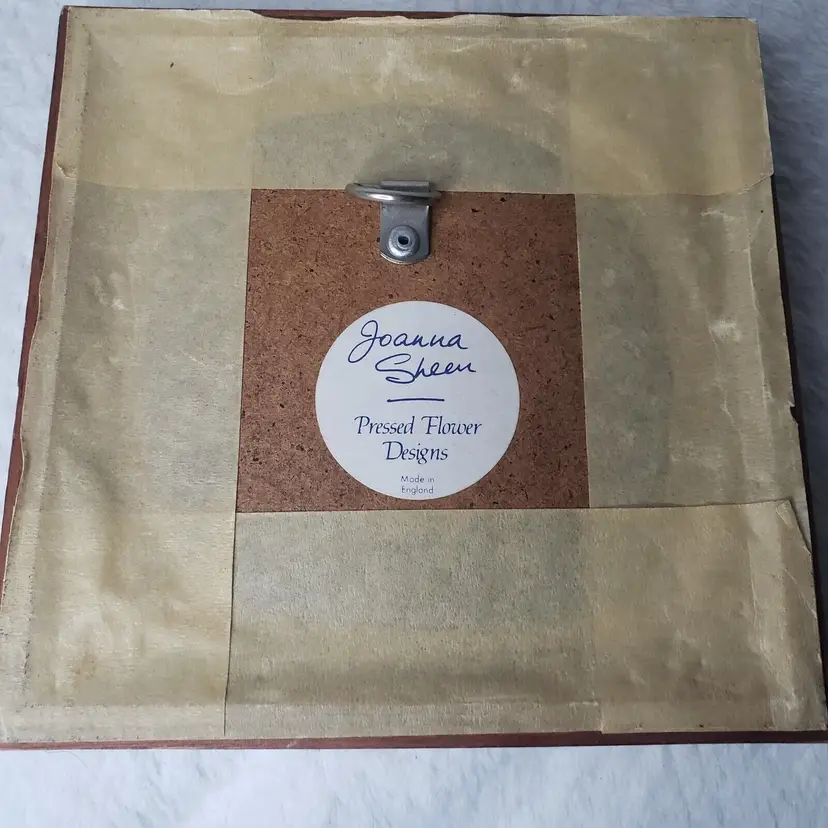 Joanna
Sheen
Pressed Flower
Designs
Made in
England